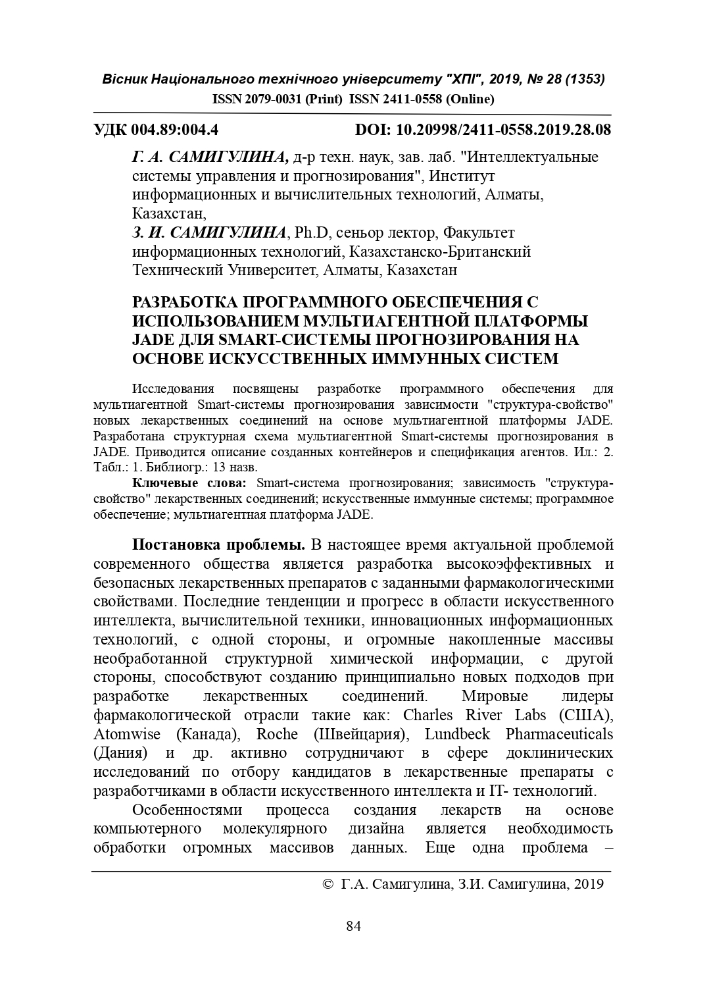 Вісник Національного технічного університету "ХПІ", 2019, № 28 (1353)
ISSN 2079-0031 (Print) ISSN 2411-0558 (Online)
УДК 004.89:004.4 DOI: 10.20998/2411-0558.2019.28.08
Г. А. САМИГУЛИНА, д-р техн. наук, зав. лаб. "Интеллектуальные
системы управления и прогнозирования", Институт
информационных и вычислительных технологий, Алматы,
Казахстан,
З. И. САМИГУЛИНА, Ph.D, сеньор лектор, Факультет
информационных технологий, Казахстанско-Британский
Технический Университет, Алматы, Казахстан
РАЗРАБОТКА ПРОГРАММНОГО ОБЕСПЕЧЕНИЯ С
ИСПОЛЬЗОВАНИЕМ МУЛЬТИАГЕНТНОЙ ПЛАТФОРМЫ
JADE ДЛЯ SMART-СИСТЕМЫ ПРОГНОЗИРОВАНИЯ НА
ОСНОВЕ ИСКУССТВЕННЫХ ИММУННЫХ СИСТЕМ
Исследования посвящены разработке программного обеспечения для
мультиагентной Smart-системы прогнозирования зависимости "структура-свойство"
новых лекарственных соединений на основе мультиагентной платформы JADE.
Разработана структурная схема мультиагентной Smart-системы прогнозирования в
JADE. Приводится описание созданных контейнеров и спецификация агентов. Ил.: 2.
Табл.: 1. Библиогр.: 13 назв.
Ключевые слова: Smart-система прогнозирования; зависимость "структура-
свойство" лекарственных соединений; искусственные иммунные системы; программное
обеспечение; мультиагентная платформа JADE.
Постановка проблемы. В настоящее время актуальной проблемой
современного общества является разработка высокоэффективных и
безопасных лекарственных препаратов с заданными фармакологическими
свойствами. Последние тенденции и прогресс в области искусственного
интеллекта, вычислительной техники, инновационных информационных
технологий, с одной стороны, и огромные накопленные массивы
необработанной структурной химической информации, с другой
стороны, способствуют созданию принципиально новых подходов при
разработке лекарственных соединений. Мировые лидеры
фармакологической отрасли такие как: Charles River Labs (США),
Atomwise (Канада), Roche (Швейцария), Lundbeck Pharmaceuticals
(Дания) и др. активно сотрудничают в сфере доклинических
исследований по отбору кандидатов в лекарственные препараты с
разработчиками в области искусственного интеллекта и IT- технологий.
Особенностями процесса создания лекарств на основе
компьютерного молекулярного дизайна является необходимость
обработки огромных массивов данных. Еще одна проблема –
© Г.А. Самигулина, З.И. Самигулина, 2019
84